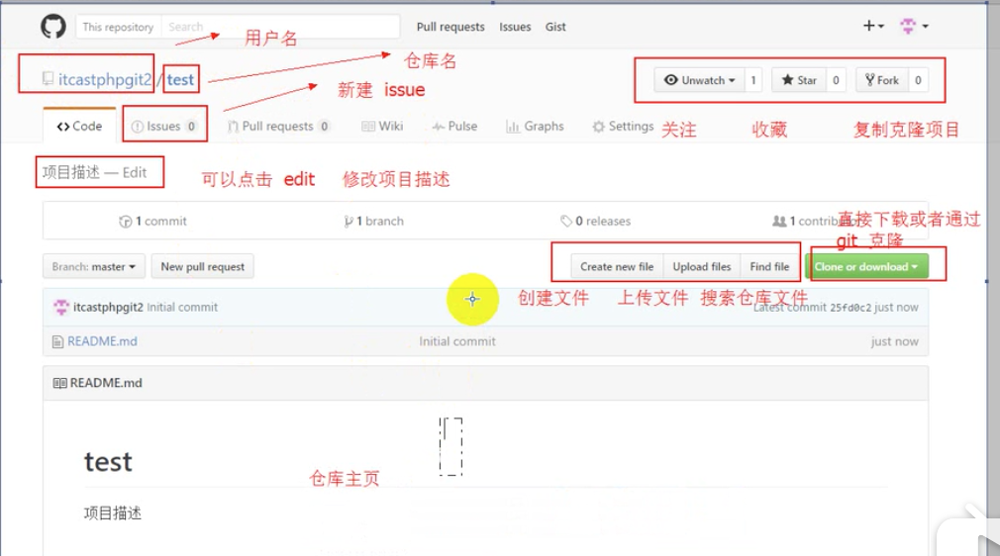 This repository Search Pull requests Issues Gist
用户名
itcastphpgit2 / test
仓库名
Unwatch 1 Star 0 Fork 0
新建 issue
Code Issues 0 Pull requests 0 Wiki Pulse Graphs Settings
关注 收藏 复制克隆项目
项目描述 — Edit
可以点击 edit 修改项目描述
1 commit 1 branch 0 releases 1
直接下载或者通过
git 克隆
Branch: master New pull request Create new file Upload files Find file Clone or download
创建文件 上传文件 搜索仓库文件
itcastphpgit2 Initial commit Latest commit 25fd0c2 just now
README.md Initial commit just now
README.md
test
仓库主页
项目描述